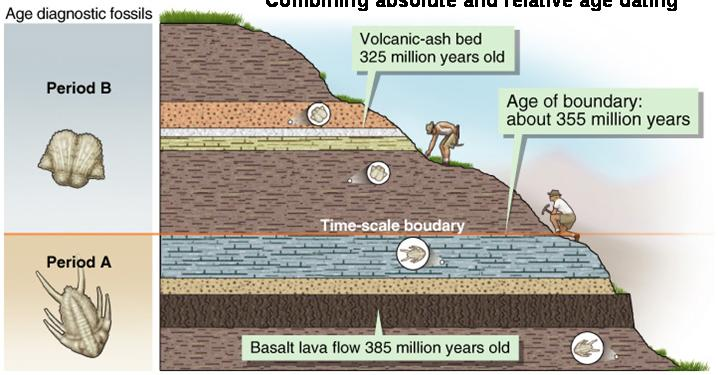 Combining absolute and relative age dating
Age diagnostic fossils
Volcanic-ash bed
325 million years old
Period B
Age of boundary:
about 355 million years
Time-scale boudary
Period A
Basalt lava flow 385 million years old